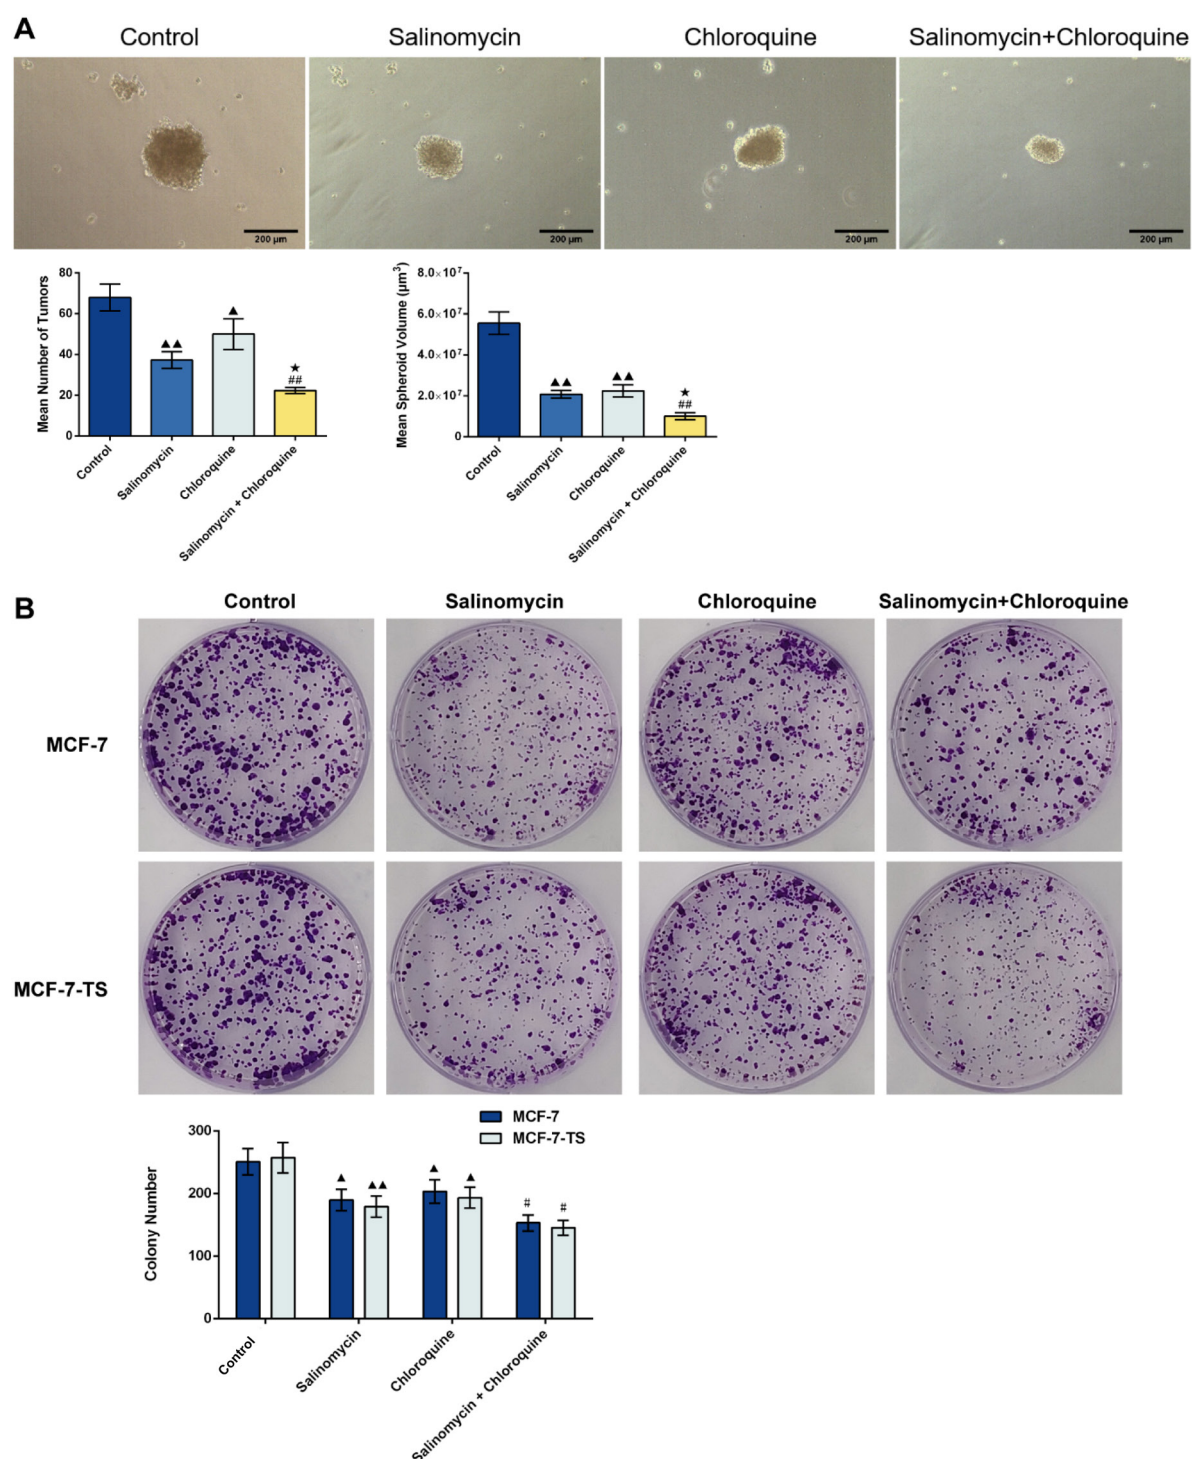 A
Control Salinomycin Chloroquine Salinomycin+Chloroquine
200 µm 200 µm 200 µm 200 µm
Mean Number of Tumors
80
60
40
20
0
▲▲
▲
★
##
Control
Salinomycin
Chloroquine
Salinomycin + Chloroquine
Mean Spheroid Volume (µm³)
8.0×10⁷
6.0×10⁷
4.0×10⁷
2.0×10⁷
0
▲▲
▲▲
★
##
Control
Salinomycin
Chloroquine
Salinomycin + Chloroquine
B
Control Salinomycin Chloroquine Salinomycin+Chloroquine
MCF-7
MCF-7-TS
MCF-7
MCF-7-TS
Colony Number
300
200
100
0
▲ ▲▲ ▲ ▲ # #
Control
Salinomycin
Chloroquine
Salinomycin + Chloroquine